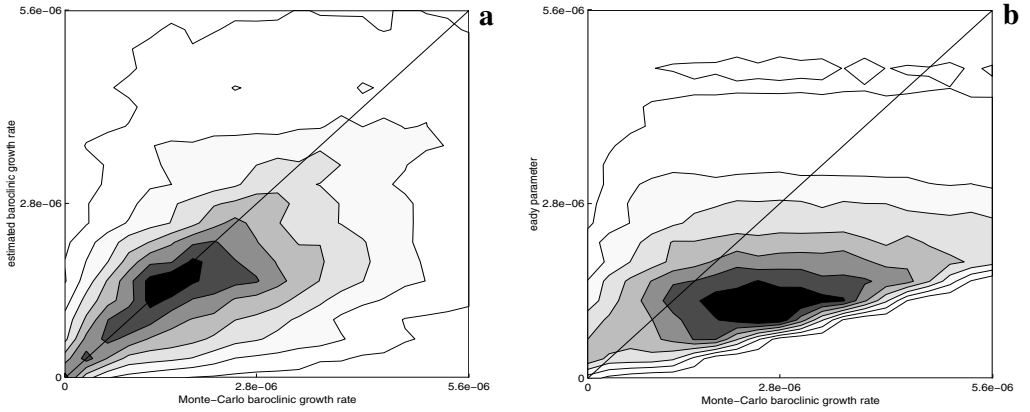 5.6e−06
a
estimated baroclinic growth rate
2.8e−06
0
0
2.8e−06
5.6e−06
Monte−Carlo baroclinic growth rate
5.6e−06
b
eady parameter
2.8e−06
0
0
2.8e−06
5.6e−06
Monte−Carlo baroclinic growth rate